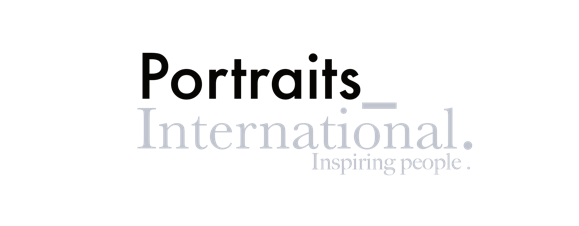 Portraits_
International.
Inspiring people .